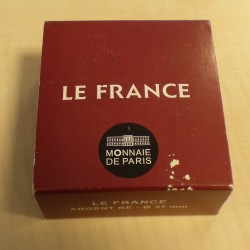 LE FRANCE
MONNAIE
DE PARIS
LE FRANCE
ARGENT BE - Ø 37 mm